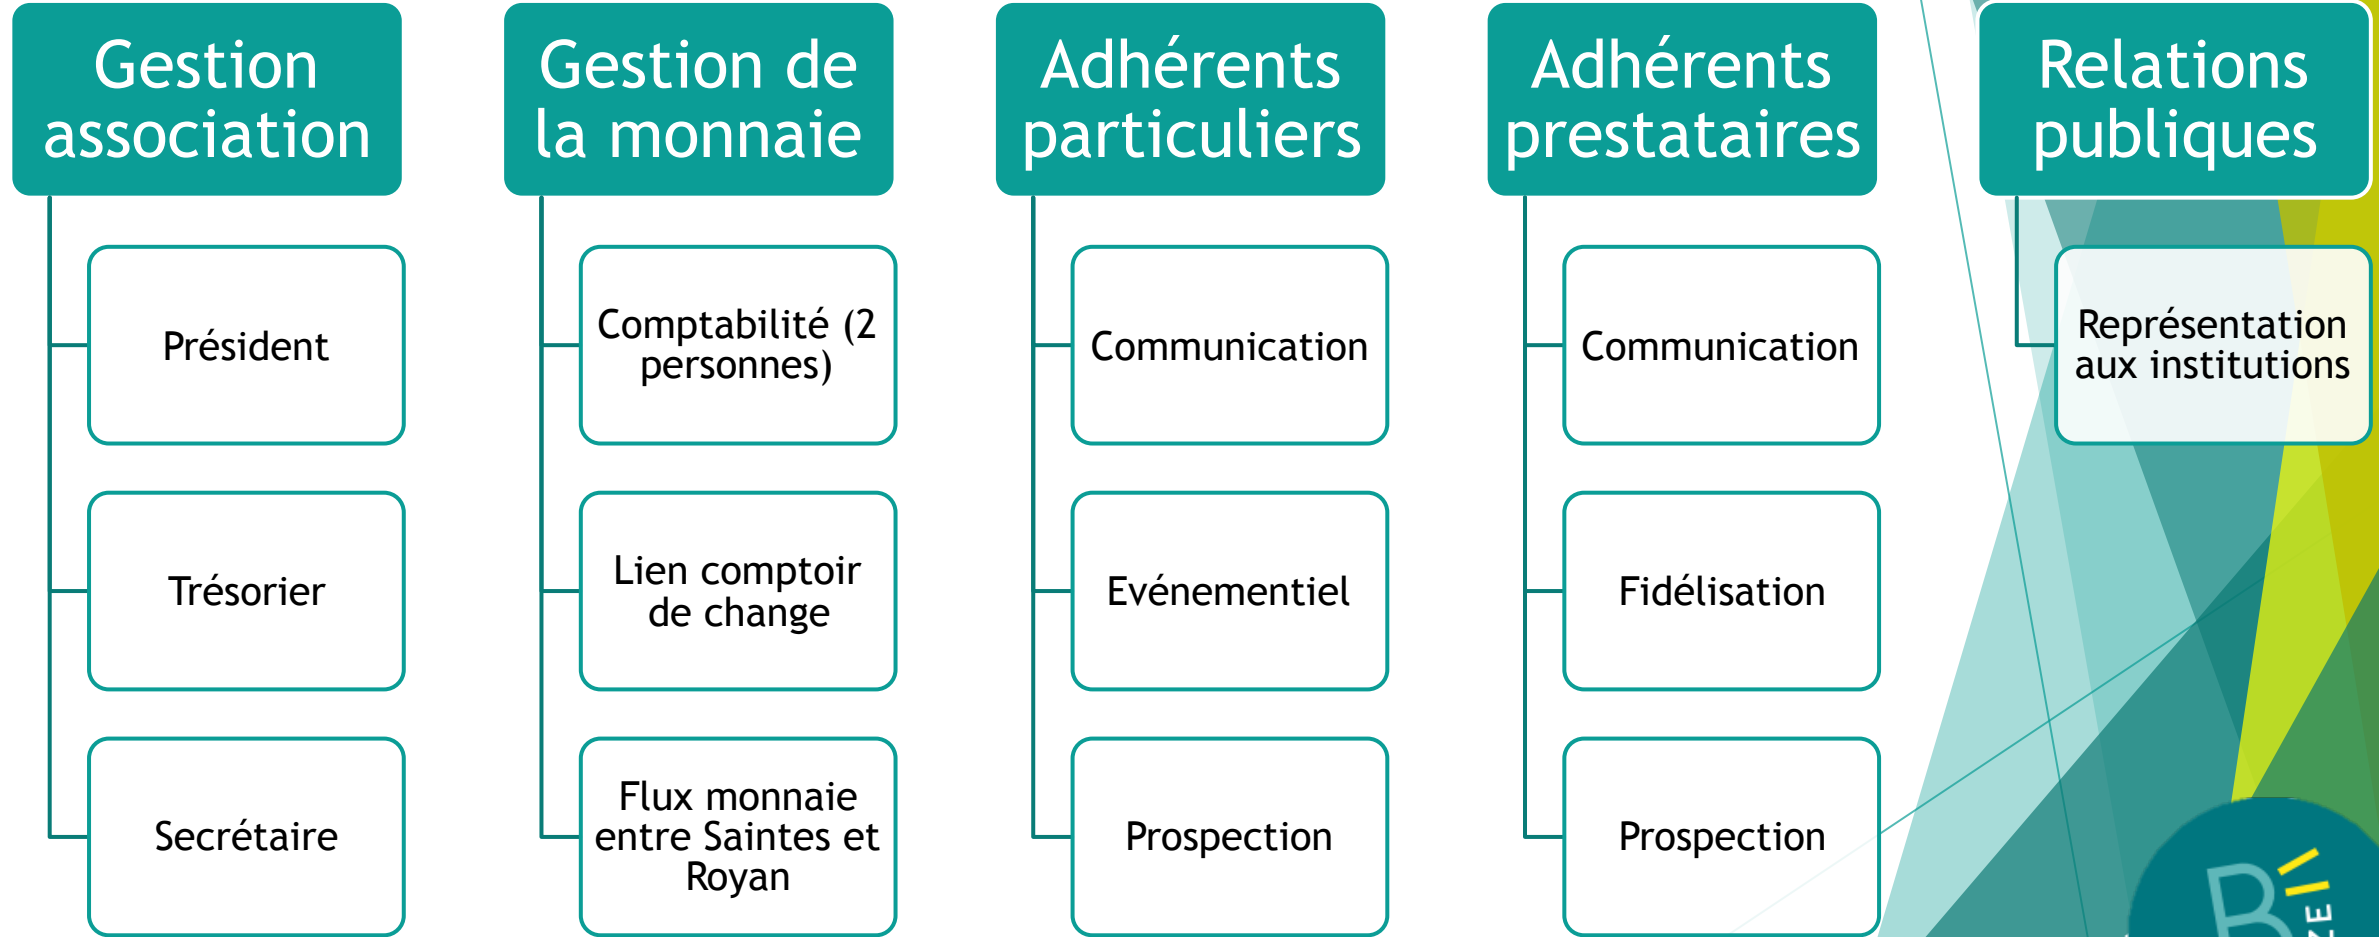 Gestion
association
Président
Trésorier
Secrétaire
Gestion de
la monnaie
Comptabilité (2
personnes)
Lien comptoir
de change
Flux monnaie
entre Saintes et
Royan
Adhérents
particuliers
Communication
Evénementiel
Prospection
Adhérents
prestataires
Communication
Fidélisation
Prospection
Relations
publiques
Représentation
aux institutions
B